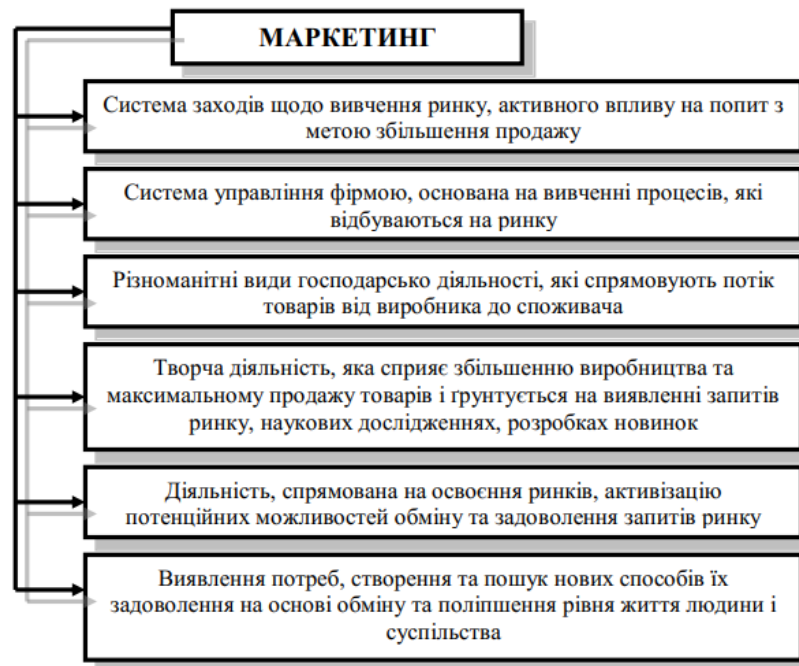 МАРКЕТИНГ
Система заходів щодо вивчення ринку, активного впливу на попит з
метою збільшення продажу
Система управління фірмою, основана на вивченні процесів, які
відбуваються на ринку
Різноманітні види господарсько діяльності, які спрямовують потік
товарів від виробника до споживача
Творча діяльність, яка сприяє збільшенню виробництва та
максимальному продажу товарів і ґрунтується на виявленні запитів
ринку, наукових дослідженнях, розробках новинок
Діяльність, спрямована на освоєння ринків, активізацію
потенційних можливостей обміну та задоволення запитів ринку
Виявлення потреб, створення та пошук нових способів їх
задоволення на основі обміну та поліпшення рівня життя людини і
суспільства